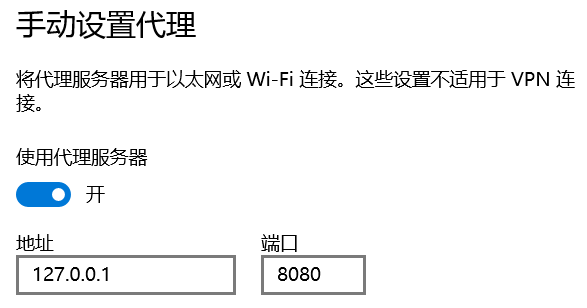 手动设置代理
将代理服务器用于以太网或 Wi-Fi 连接。这些设置不适用于 VPN 连
接。
使用代理服务器
开
地址 端口
127.0.0.1 8080